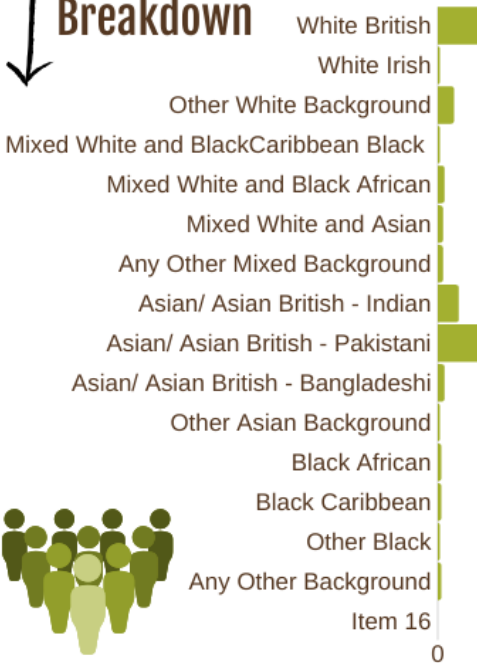 Breakdown
White British
White Irish
Other White Background
Mixed White and BlackCaribbean Black
Mixed White and Black African
Mixed White and Asian
Any Other Mixed Background
Asian/ Asian British - Indian
Asian/ Asian British - Pakistani
Asian/ Asian British - Bangladeshi
Other Asian Background
Black African
Black Caribbean
Other Black
Any Other Background
Item 16
0